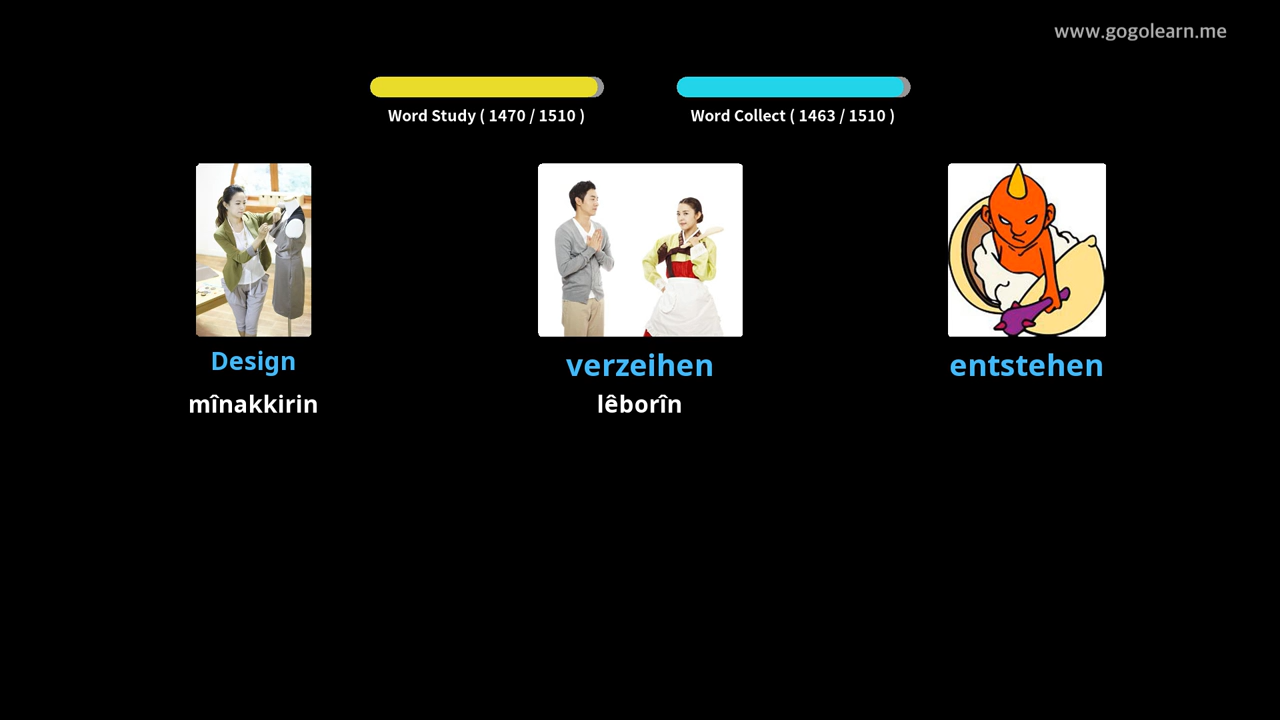 www.gogolearn.me
Word Study ( 1470 / 1510 )
Word Collect ( 1463 / 1510 )
Design
verzeihen
entstehen
mînakkirin
lêborîn